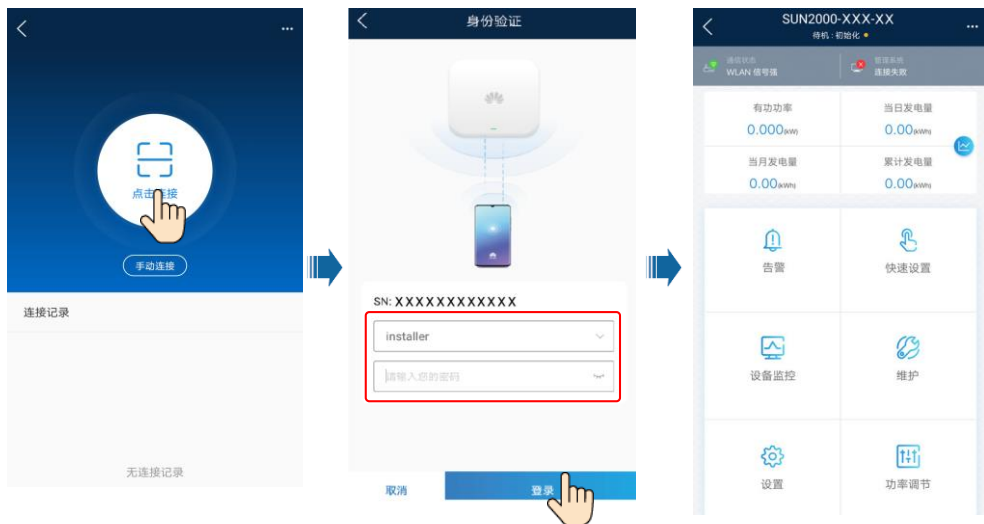 点击连接
手动连接
连接记录
无连接记录
身份验证
SN: XXXXXXXXXXXX
installer
请输入您的密码
取消
登录
SUN2000-XXX-XX
待机 : 初始化
通信状态
WLAN 信号强
管理系统
连接失败
有功功率
0.000(kW)
当日发电量
0.00(kWh)
当月发电量
0.00(kWh)
累计发电量
0.00(kWh)
告警
快速设置
设备监控
维护
设置
功率调节